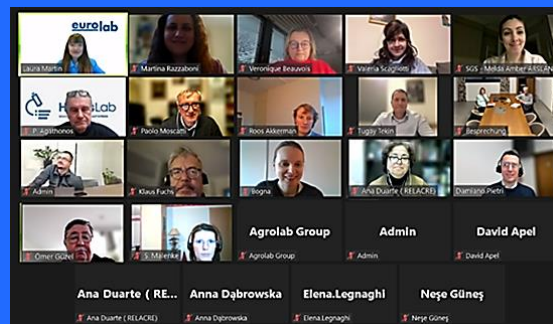 eurolab
Laura Martin
Martina Razzaboni
Veronique Beauvois
Valeria Scagliotti
SGS - Melda Amber ARSLAN
P. Agathonos
Paolo Moscatti
Roos Akkerman
Tugay Tekin
Besprechung
Admin
Klaus Fuchs
Bogna
Ana Duarte ( RELACRE)
Damiano Pietri
Ömer Güzel
S. Malenke
Agrolab Group
Agrolab Group
Admin
Admin
David Apel
David Apel
Ana Duarte ( RE...
Ana Duarte ( RELACRE)
Anna Dąbrowska
Anna Dąbrowska
Elena.Legnaghi
Elena.Legnaghi
Neşe Güneş
Neşe Güneş